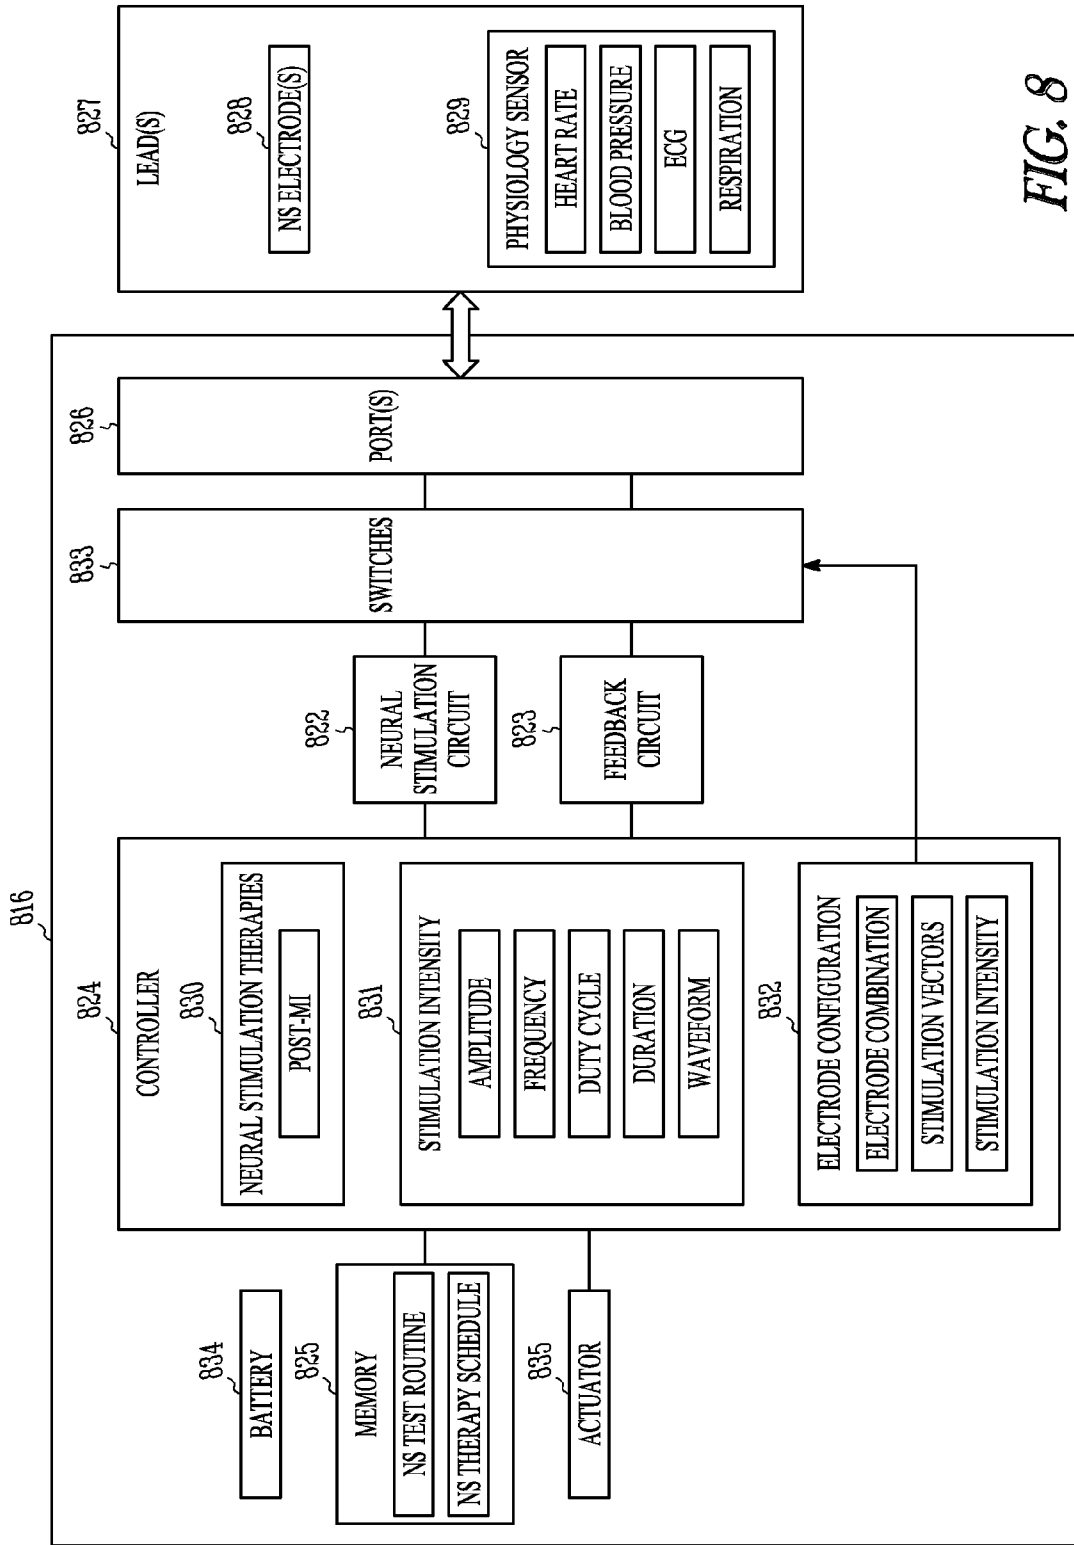 816
834
BATTERY
825
MEMORY
NS TEST ROUTINE
NS THERAPY SCHEDULE
835
ACTUATOR
824
CONTROLLER
830
NEURAL STIMULATION THERAPIES
POST-MI
831
STIMULATION INTENSITY
AMPLITUDE
FREQUENCY
DUTY CYCLE
DURATION
WAVEFORM
832
ELECTRODE CONFIGURATION
ELECTRODE COMBINATION
STIMULATION VECTORS
STIMULATION INTENSITY
822
NEURAL
STIMULATION
CIRCUIT
823
FEEDBACK
CIRCUIT
833
SWITCHES
826
PORT(S)
827
LEAD(S)
828
NS ELECTRODE(S)
829
PHYSIOLOGY SENSOR
HEART RATE
BLOOD PRESSURE
ECG
RESPIRATION
FIG. 8